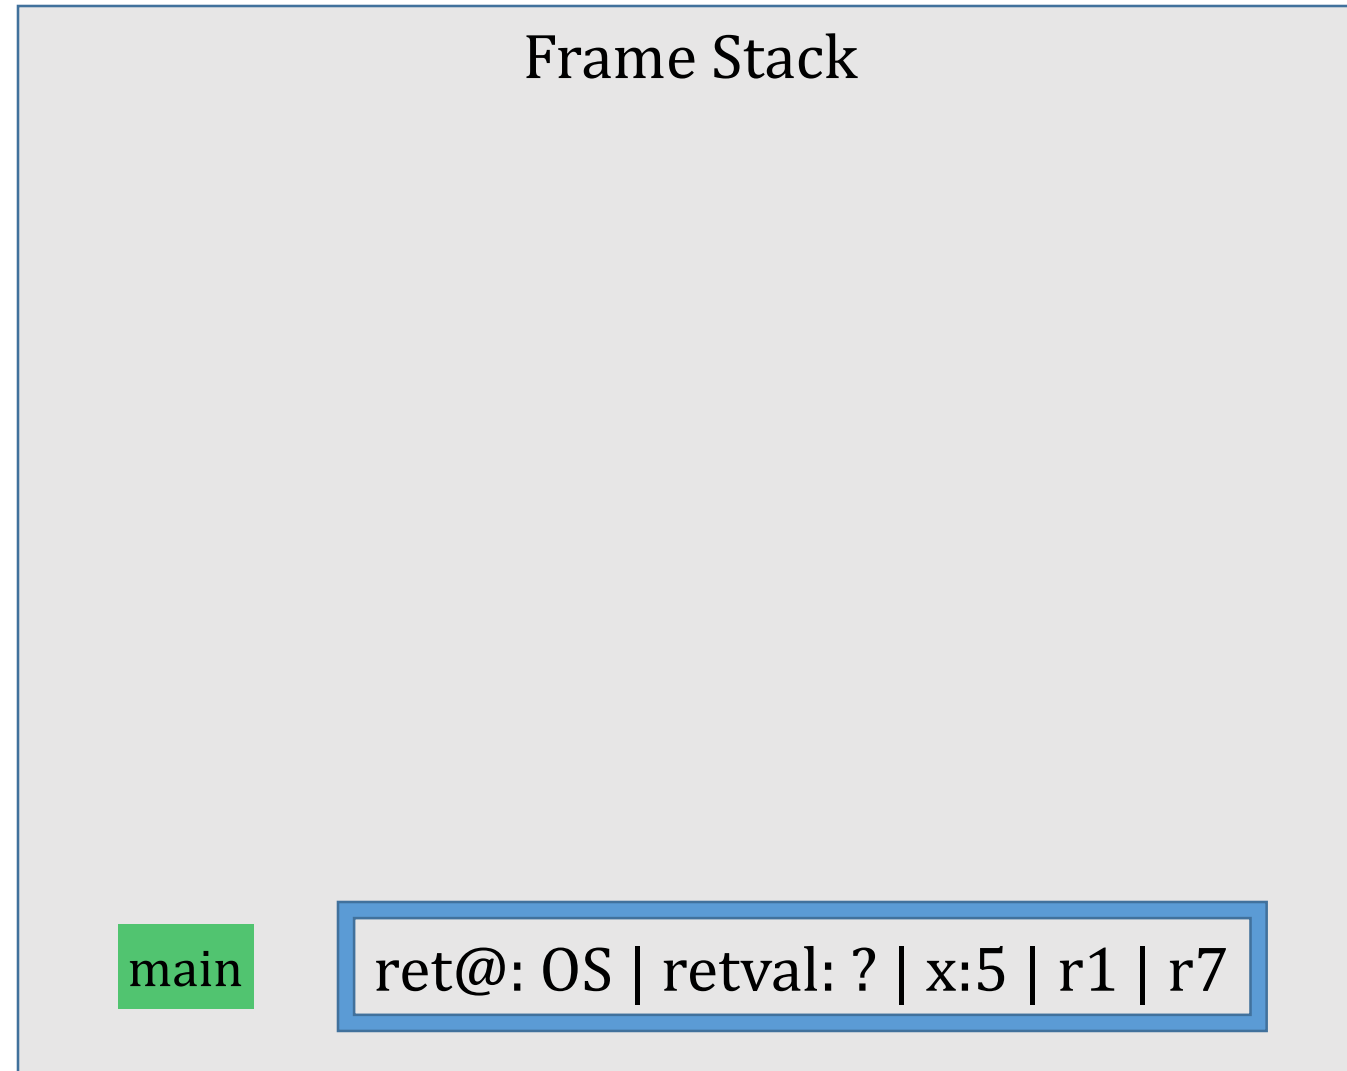 Frame Stack
main
ret@: OS | retval: ? | x:5 | r1 | r7